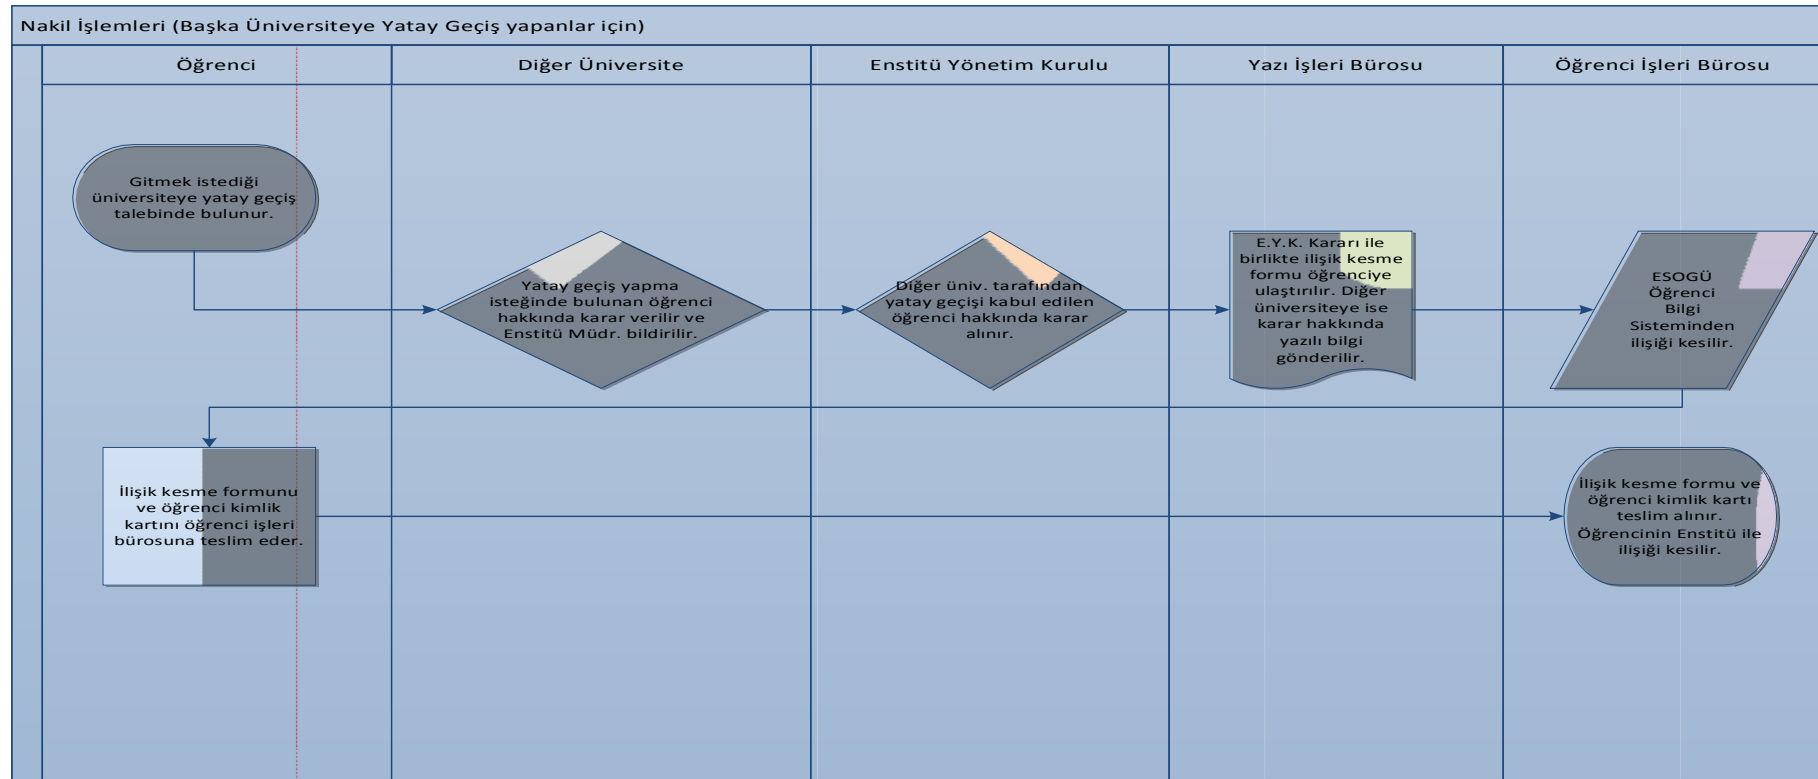 Nakil İşlemleri (Başka Üniversiteye Yatay Geçiş yapanlar için)
Öğrenci
Diğer Üniversite
Enstitü Yönetim Kurulu
Yazı İşleri Bürosu
Öğrenci İşleri Bürosu
Gitmek istediği
üniversiteye yatay geçiş
talebinde bulunur.
Yatay geçiş yapma
isteğinde bulunan öğrenci
hakkında karar verilir ve
Enstitü Müdr. bildirilir.
Diğer üniv. tarafından
yatay geçişi kabul edilen
öğrenci hakkında karar
alınır.
E.Y.K. Kararı ile
birlikte ilişik kesme
formu öğrenciye
ulaştırılır. Diğer
üniversiteye ise
karar hakkında
yazılı bilgi
gönderilir.
ESOGÜ
Öğrenci
Bilgi
Sisteminden
ilişiği kesilir.
İlişik kesme formunu
ve öğrenci kimlik
kartını öğrenci işleri
bürosuna teslim eder.
İlişik kesme formu ve
öğrenci kimlik kartı
teslim alınır.
Öğrencinin Enstitü ile
ilişiği kesilir.